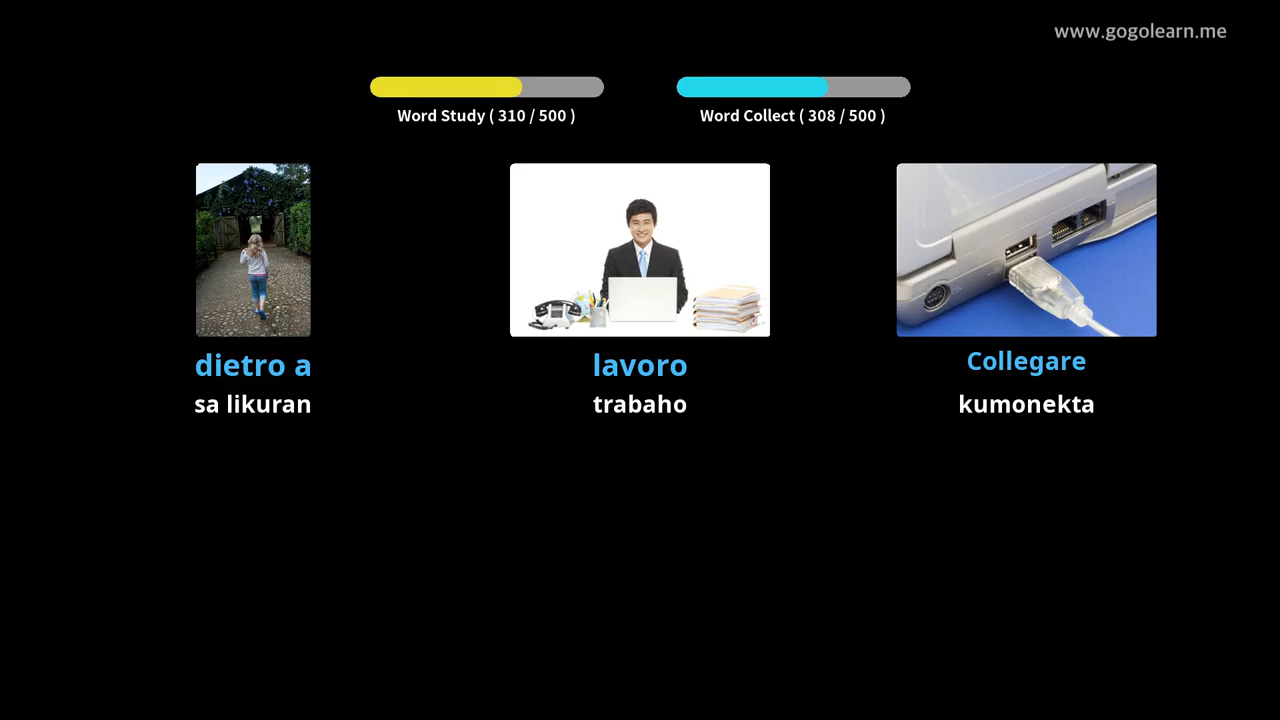 www.gogolearn.me
Word Study ( 310 / 500 )
Word Collect ( 308 / 500 )
dietro a
sa likuran
lavoro
trabaho
Collegare
kumonekta